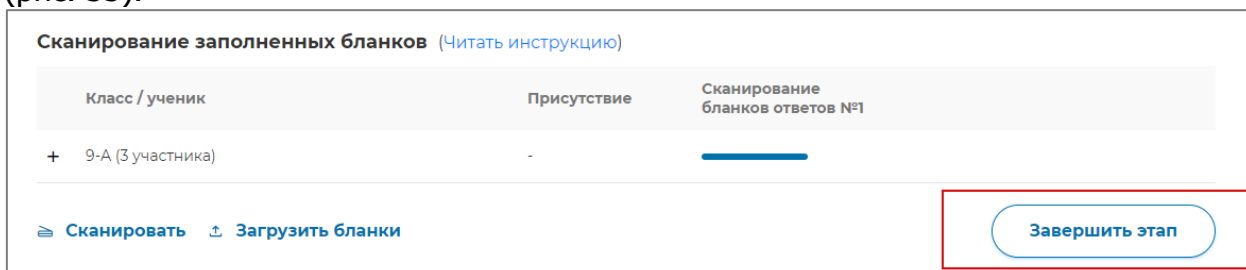 Сканирование заполненных бланков (Читать инструкцию)
Класс / ученик Присутствие Сканирование бланков ответов №1
+ 9-А (3 участника) -
Сканировать Загрузить бланки Завершить этап